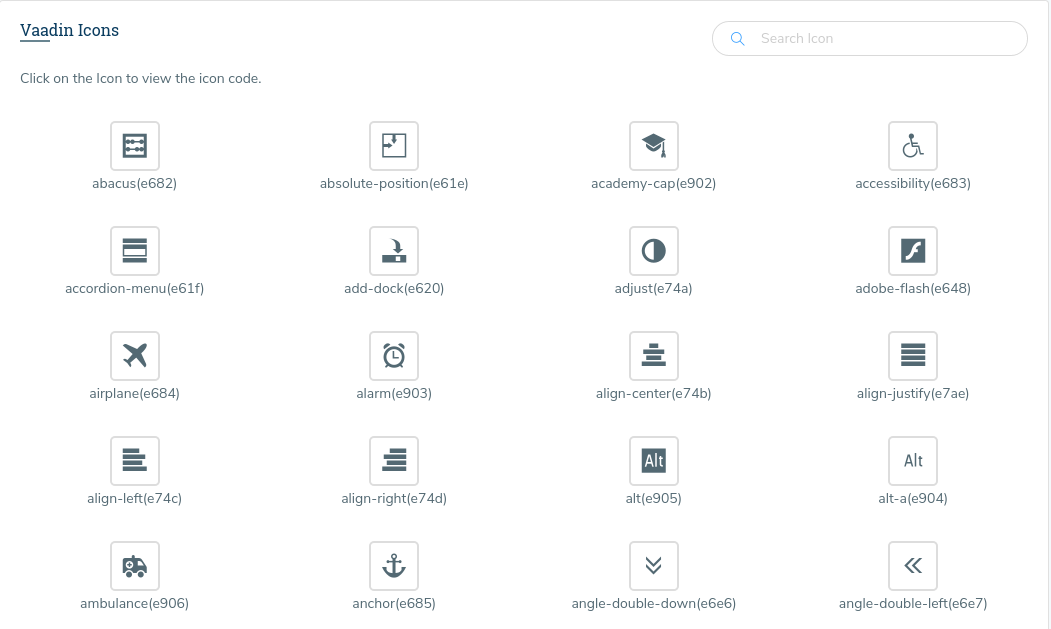 Vaadin Icons
Search Icon
Click on the Icon to view the icon code.
abacus(e682)
absolute-position(e61e)
academy-cap(e902)
accessibility(e683)
accordion-menu(e61f)
add-dock(e620)
adjust(e74a)
adobe-flash(e648)
airplane(e684)
alarm(e903)
align-center(e74b)
align-justify(e7ae)
align-left(e74c)
align-right(e74d)
Alt
alt(e905)
Alt
alt-a(e904)
ambulance(e906)
anchor(e685)
angle-double-down(e6e6)
angle-double-left(e6e7)